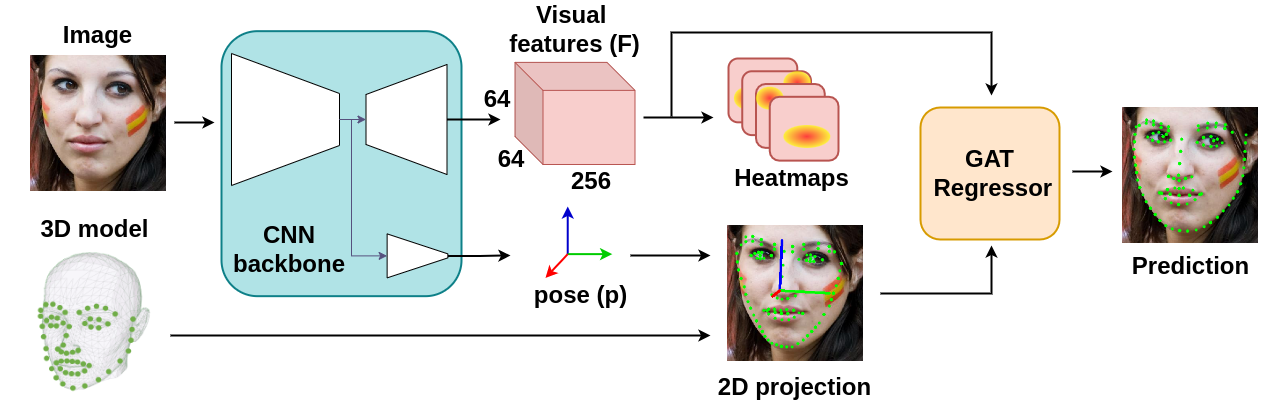 Image
Visual
features (F)
64
64
256
Heatmaps
GAT
Regressor
3D model
CNN
backbone
pose (p)
Prediction
2D projection